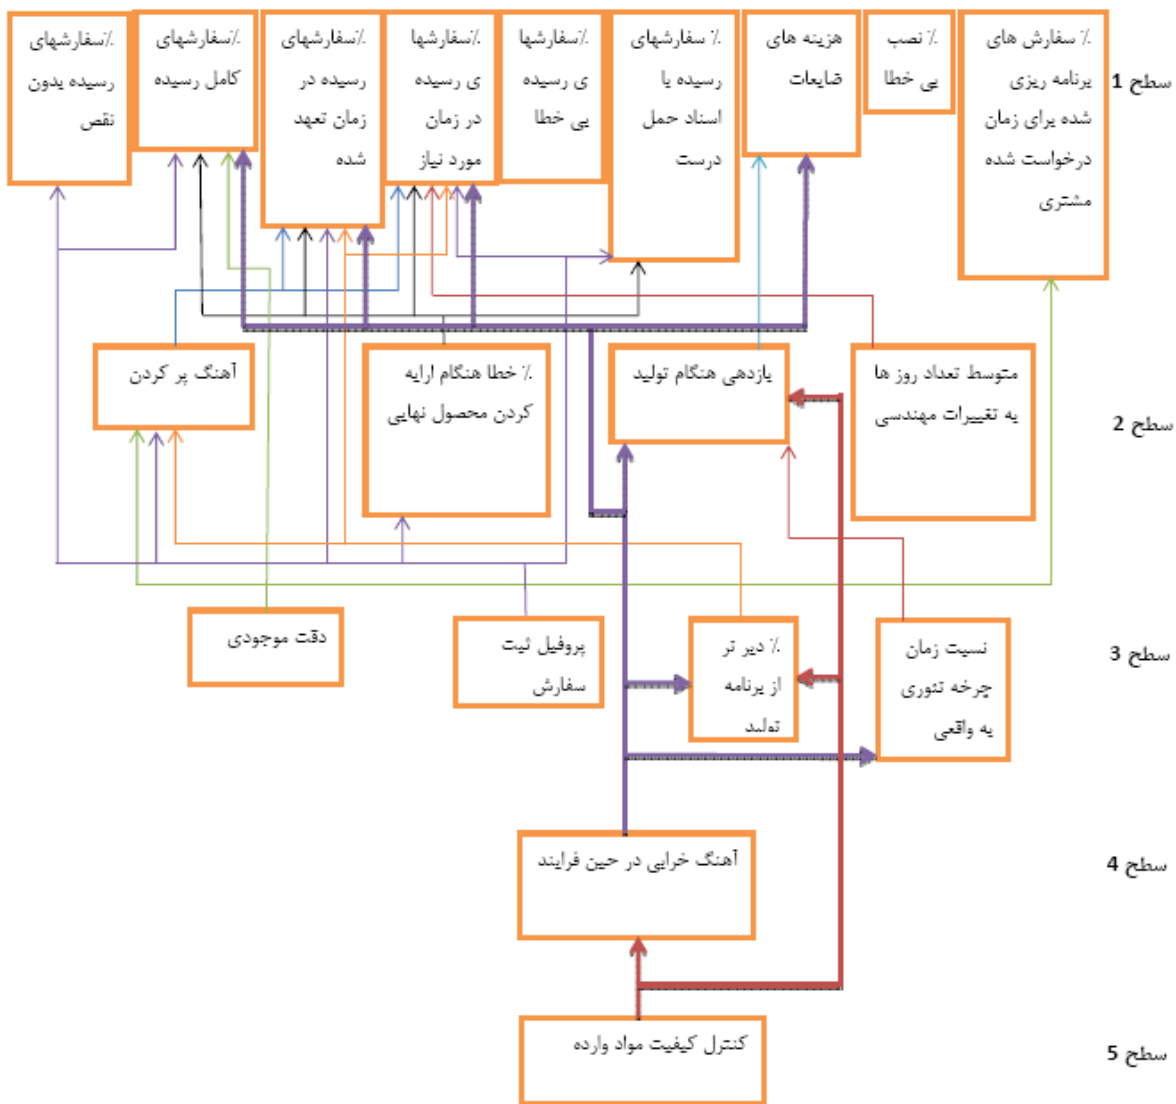 سطح 1
٪ سفارش های
برنامه ریزی
شده برای زمان
درخواست شده
مشتری
٪ نصب
بی خطا
هزینه های
ضایعات
٪ سفارشهای
رسیده با
اسناد حمل
درست
٪سفارشها
ی رسیده
بی خطا
٪سفارشها
ی رسیده
در زمان
مورد نیاز
٪سفارشهای
رسیده در
زمان تعهد
شده
٪سفارشهای
کامل رسیده
٪سفارشهای
رسیده بدون
نقص
سطح 2
متوسط تعداد روز ها
به تغییرات مهندسی
بازدهی هنگام تولید
٪ خطا هنگام ارایه
کردن محصول نهایی
آهنگ پر کردن
سطح 3
نسبت زمان
چرخه تئوری
به واقعی
٪ دیر تر
از برنامه
تولید
پروفیل ثبت
سفارش
دقت موجودی
سطح 4
آهنگ خرابی در حین فرایند
سطح 5
کنترل کیفیت مواد وارده